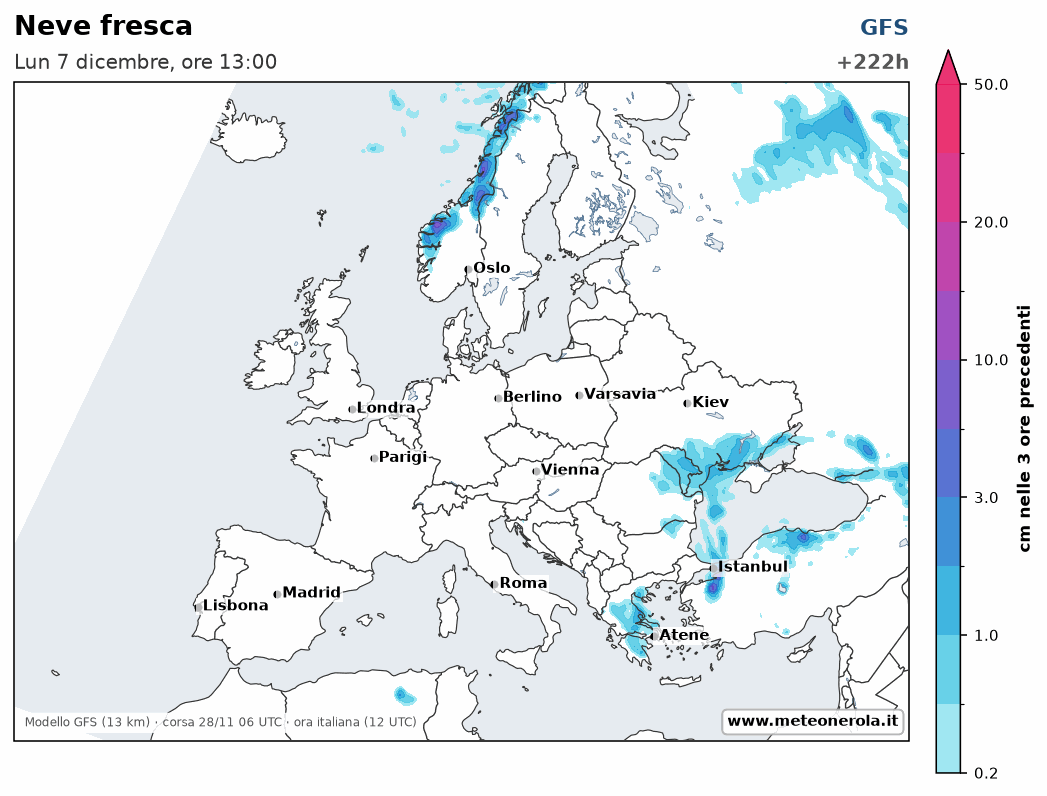 Neve fresca
GFS
Lun 7 dicembre, ore 13:00
+222h
50.0
20.0
10.0
3.0
1.0
0.2
cm nelle 3 ore precedenti
Oslo
Berlino
Varsavia
Kiev
Londra
Parigi
Vienna
Istanbul
Roma
Madrid
Lisbona
Atene
Modello GFS (13 km) · corsa 28/11 06 UTC · ora italiana (12 UTC)
www.meteonerola.it